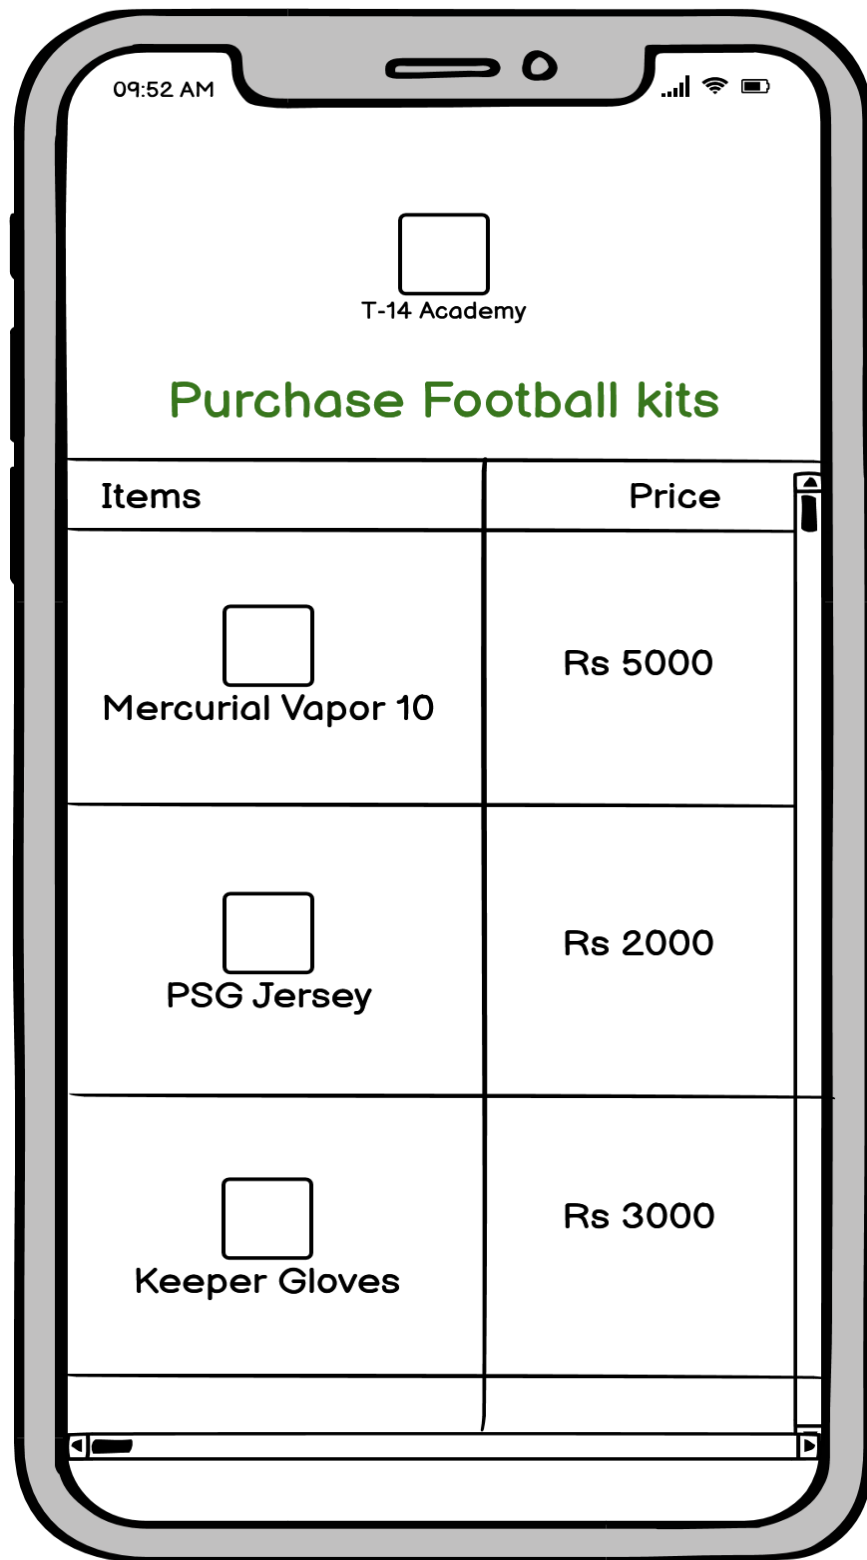 09:52 AM
T-14 Academy
Purchase Football kits
Items Price
Mercurial Vapor 10 Rs 5000
PSG Jersey Rs 2000
Keeper Gloves Rs 3000